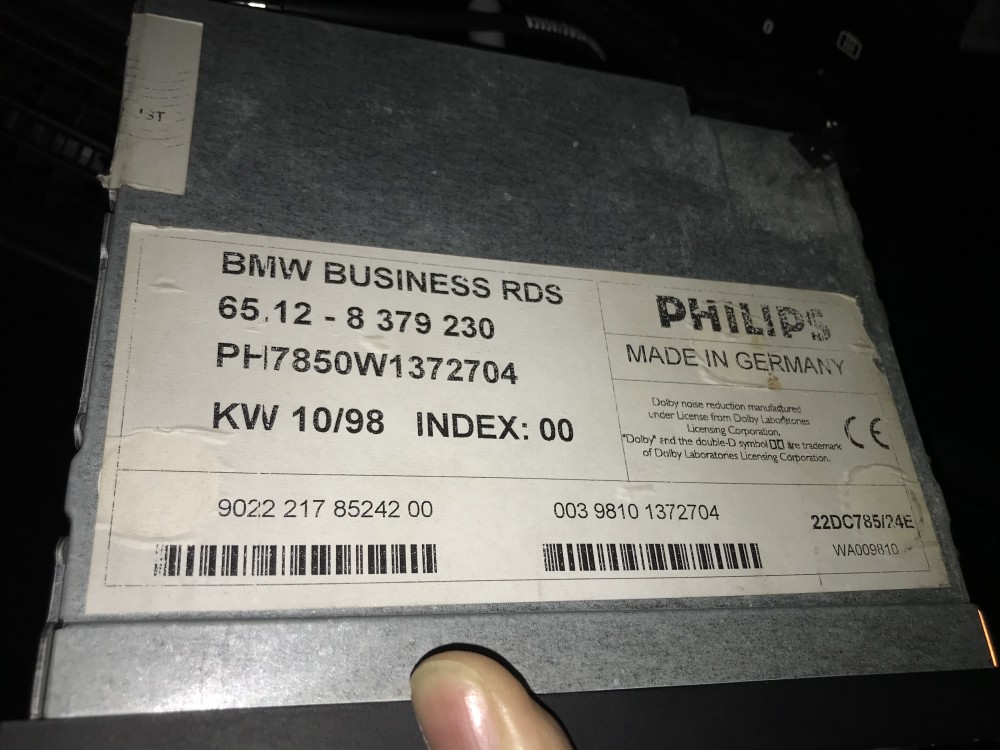 BMW BUSINESS RDS
65.12 - 8 379 230
PH7850W1372704
KW 10/98 INDEX: 00
PHILIPS
MADE IN GERMANY
Dolby noise reduction manufactured
under License from Dolby Laboratories
Licensing Corporation.
"Dolby" and the double-D symbol are trademark
of Dolby Laboratories Licensing Corporation.
CE
9022 217 85242 00
003 9810 1372704
22DC785/24E
WA009810